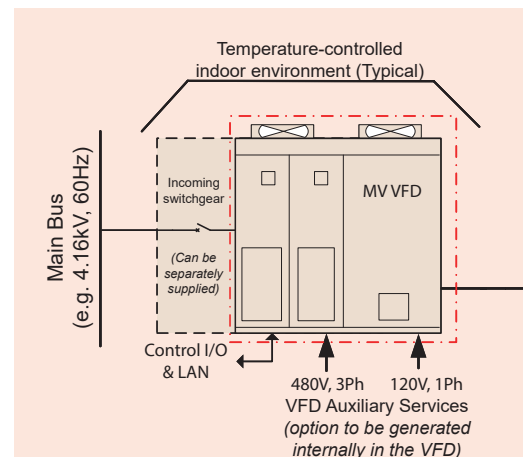 Temperature-controlled
indoor environment (Typical)
Main Bus
(e.g. 4.16kV, 60Hz)
Incoming
switchgear
(Can be
separately
supplied)
MV VFD
Control I/O
& LAN
480V, 3Ph
120V, 1Ph
VFD Auxiliary Services
(option to be generated
internally in the VFD)